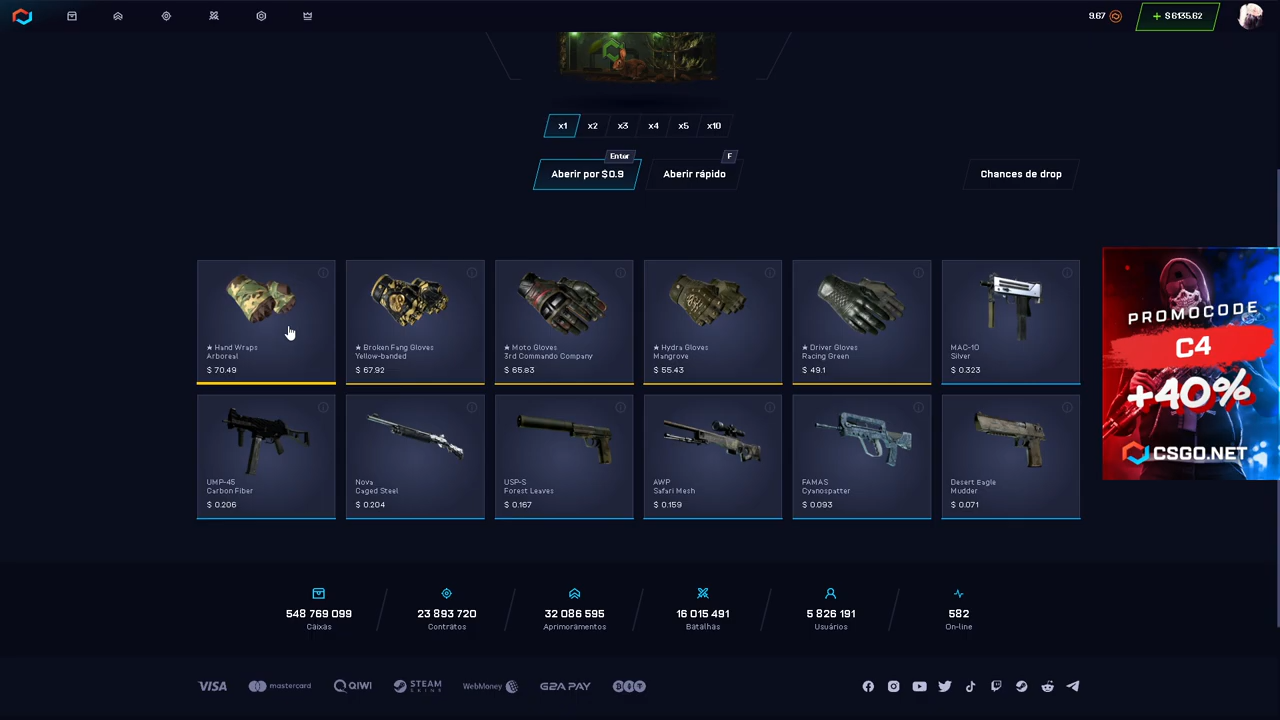 9.67
+ $ 6135.62
x1 x2 x3 x4 x5 x10
Enter
F
Aberir por $ 0.9
Aberir rápido
Chances de drop
★ Hand Wraps
Arboreal
$ 70.49
★ Broken Fang Gloves
Yellow-banded
$ 67.92
★ Moto Gloves
3rd Commando Company
$ 65.83
★ Hydra Gloves
Mangrove
$ 55.43
★ Driver Gloves
Racing Green
$ 49.1
MAC-10
Silver
$ 0.323
PROMOCODE
C4
+40%
CSGO.NET
UMP-45
Carbon Fiber
$ 0.206
Nova
Caged Steel
$ 0.204
USP-S
Forest Leaves
$ 0.167
AWP
Safari Mesh
$ 0.159
FAMAS
Cyanospatter
$ 0.093
Desert Eagle
Mudder
$ 0.071
548 769 099
Caixas
23 893 720
Contratos
32 086 595
Aprimoramentos
16 015 491
Batalhas
5 826 191
Usuários
582
On-line
VISA
mastercard
QIWI
STEAM
SKINS
WebMoney
G2A PAY
BIT